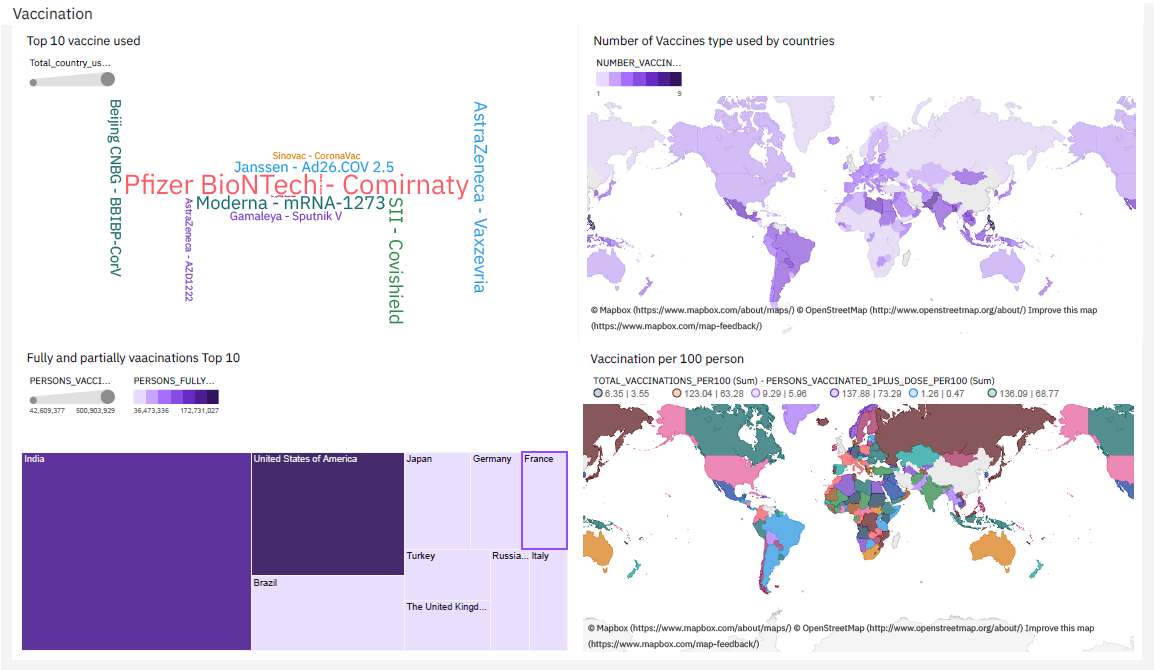 Vaccination
Top 10 vaccine used
Total_country_us...
Beijing CNBG - BBIBP-CorV
Sinovac - CoronaVac
Janssen - Ad26.COV 2.5
Pfizer BioNTech - Comirnaty
Moderna - mRNA-1273
Gamaleya - Sputnik V
AstraZeneca - AZD1222
SII - Covishield
AstraZeneca - Vaxzevria
Number of Vaccines type used by countries
NUMBER_VACCIN...
1 9
© Mapbox (https://www.mapbox.com/about/maps/) © OpenStreetMap (http://www.openstreetmap.org/about/) Improve this map
(https://www.mapbox.com/map-feedback/)
Fully and partially vaacinations Top 10
PERSONS_VACCI... PERSONS_FULLY...
42,609,377 500,903,929 36,473,336 172,731,027
India
United States of America
Japan
Germany
France
Brazil
Turkey
Russia...
Italy
The United Kingd...
Vaccination per 100 person
TOTAL_VACCINATIONS_PER100 (Sum) - PERSONS_VACCINATED_1PLUS_DOSE_PER100 (Sum)
6.35 | 3.55 123.04 | 63.28 9.29 | 5.96 137.88 | 73.29 1.26 | 0.47 136.09 | 68.77
© Mapbox (https://www.mapbox.com/about/maps/) © OpenStreetMap (http://www.openstreetmap.org/about/) Improve this map
(https://www.mapbox.com/map-feedback/)